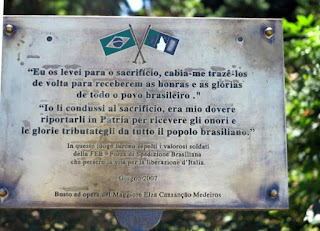 "Eu os levei para o sacrifício, cabia-me trazê-los
de volta para receberem as honras e as glórias
de todo o povo brasileiro ."
"Io li condussi al sacrificio, era mio dovere
riportarli in Patria per ricevere gli onori e
le glorie tributategli da tutto il popolo brasiliano."
In questo luogo furono sepolti i valorosi soldati
della FEB - Forza di Spedizione Brasiliana
che persero la vita per la liberazione d'Italia.
Giugno 2007
Busto ad opera del Maggiore Elza Cansanção Medeiros